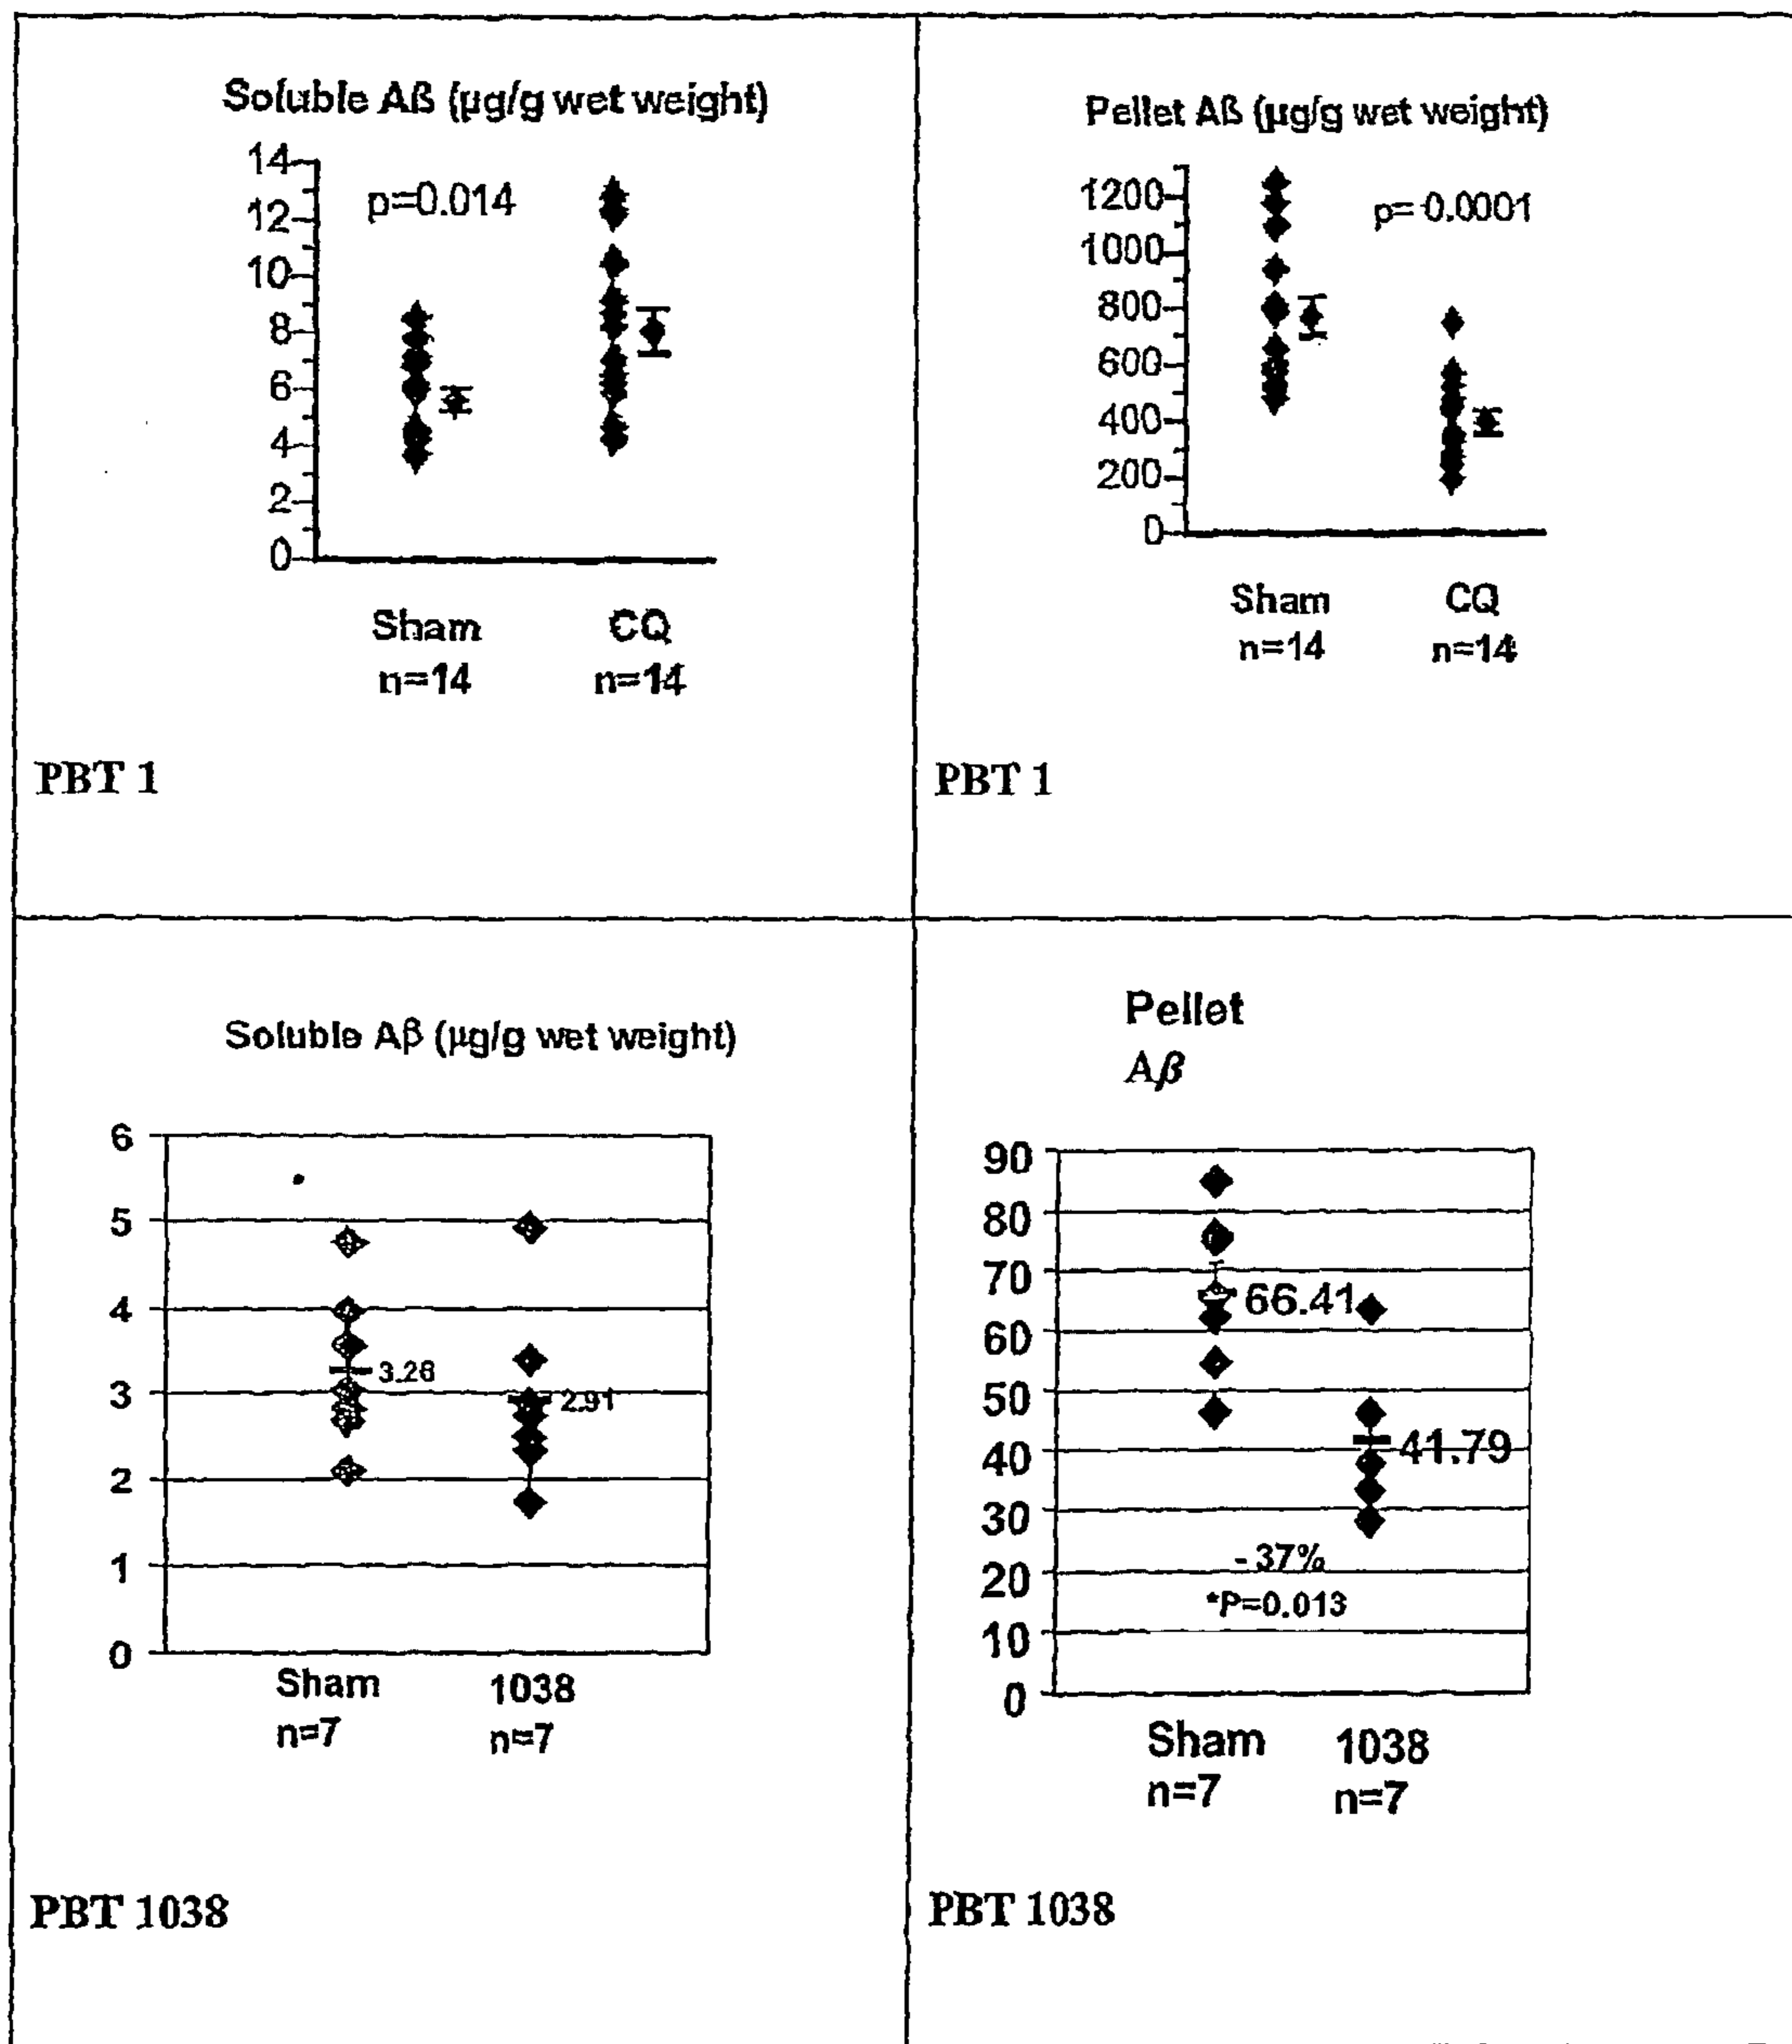 Soluble Aß (µg/g wet weight)
14
12
10
8
6
4
2
0
p=0.014
Sham
n=14
CQ
n=14
PBT 1
Pellet Aß (µg/g wet weight)
1200
1000
800
600
400
200
0
p= 0.0001
Sham
n=14
CQ
n=14
PBT 1
Soluble Aβ (µg/g wet weight)
6
5
4
3
2
1
0
3.26
2.91
Sham
n=7
1038
n=7
PBT 1038
Pellet
Aβ
90
80
70
60
50
40
30
20
10
0
66.41
41.79
- 37%
*P=0.013
Sham
n=7
1038
n=7
PBT 1038